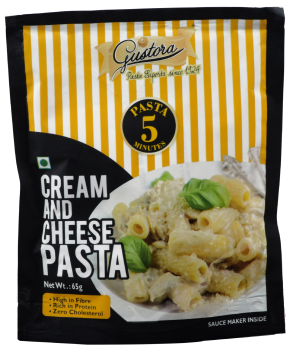 Gustora
Pasta Experts since 1924
PASTA
5
MINUTES
CREAM
AND
CHEESE
PASTA
Net Wt.: 65g
• High in Fibre
• Rich in Protein
• Zero Cholesterol
SAUCE MAKER INSIDE